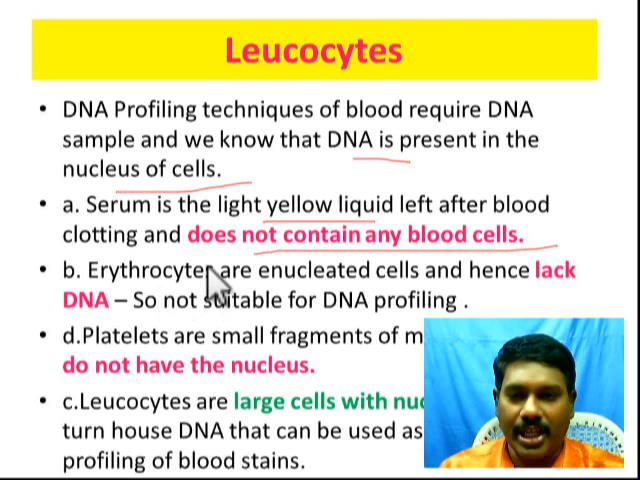 Leucocytes
• DNA Profiling techniques of blood require DNA
sample and we know that DNA is present in the
nucleus of cells.
• a. Serum is the light yellow liquid left after blood
clotting and does not contain any blood cells.
• b. Erythrocytes are enucleated cells and hence lack
DNA – So not suitable for DNA profiling .
• d.Platelets are small fragments of
do not have the nucleus.
• c.Leucocytes are large cells with
turn house DNA that can be used as
profiling of blood stains.